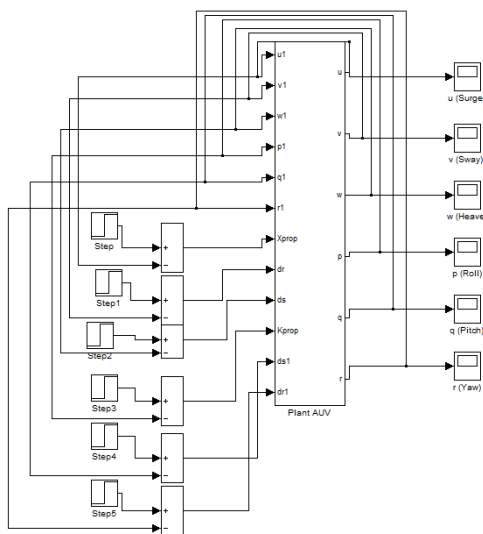 u1
v1
w1
p1
q1
r1
Xprop
dr
ds
Kprop
ds1
dr1
u
v
w
p
q
r
Plant AUV
u (Surge
v (Sway)
w (Heave
p (Roll)
q (Pitch)
r (Yaw)
Step
+
−
Step1
+
−
Step2
+
−
Step3
+
−
Step4
+
−
Step5
+
−